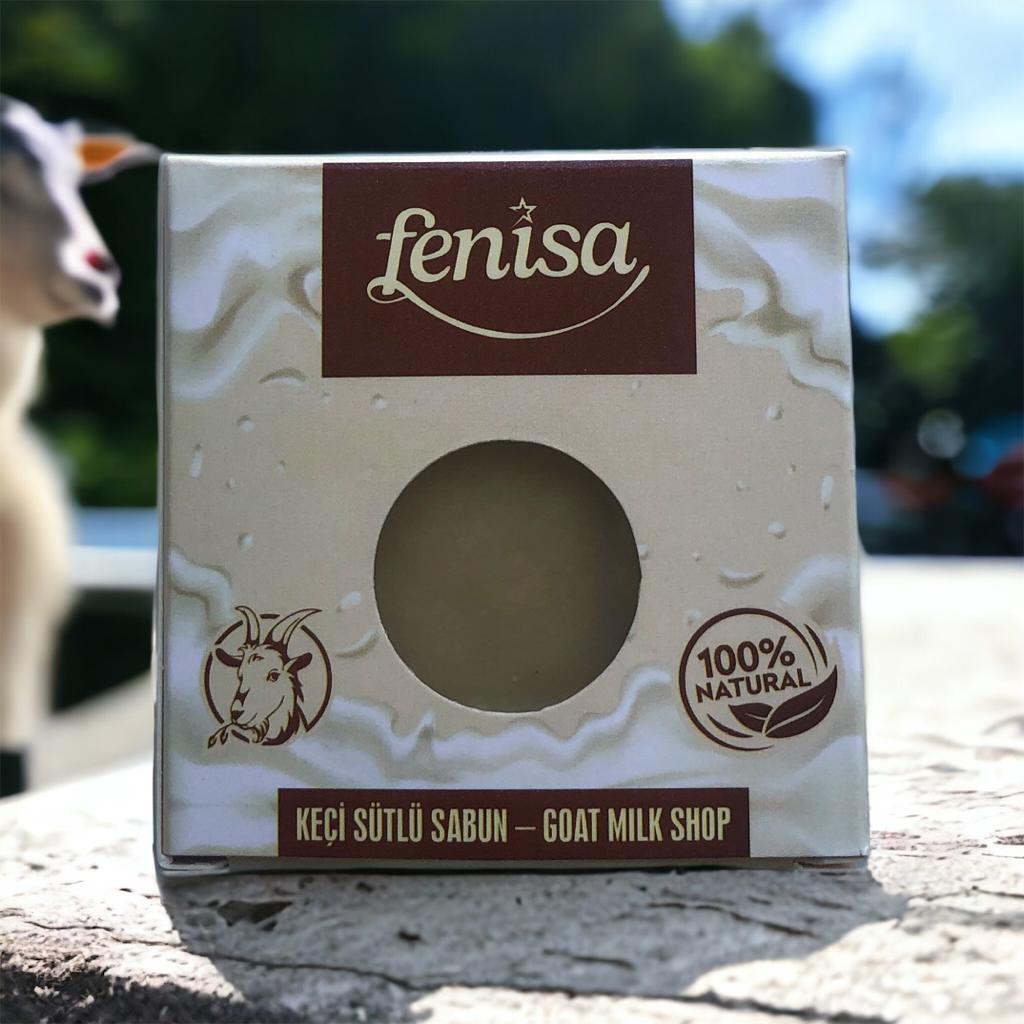 fenisa
100%
NATURAL
KEÇİ SÜTLÜ SABUN – GOAT MILK SHOP